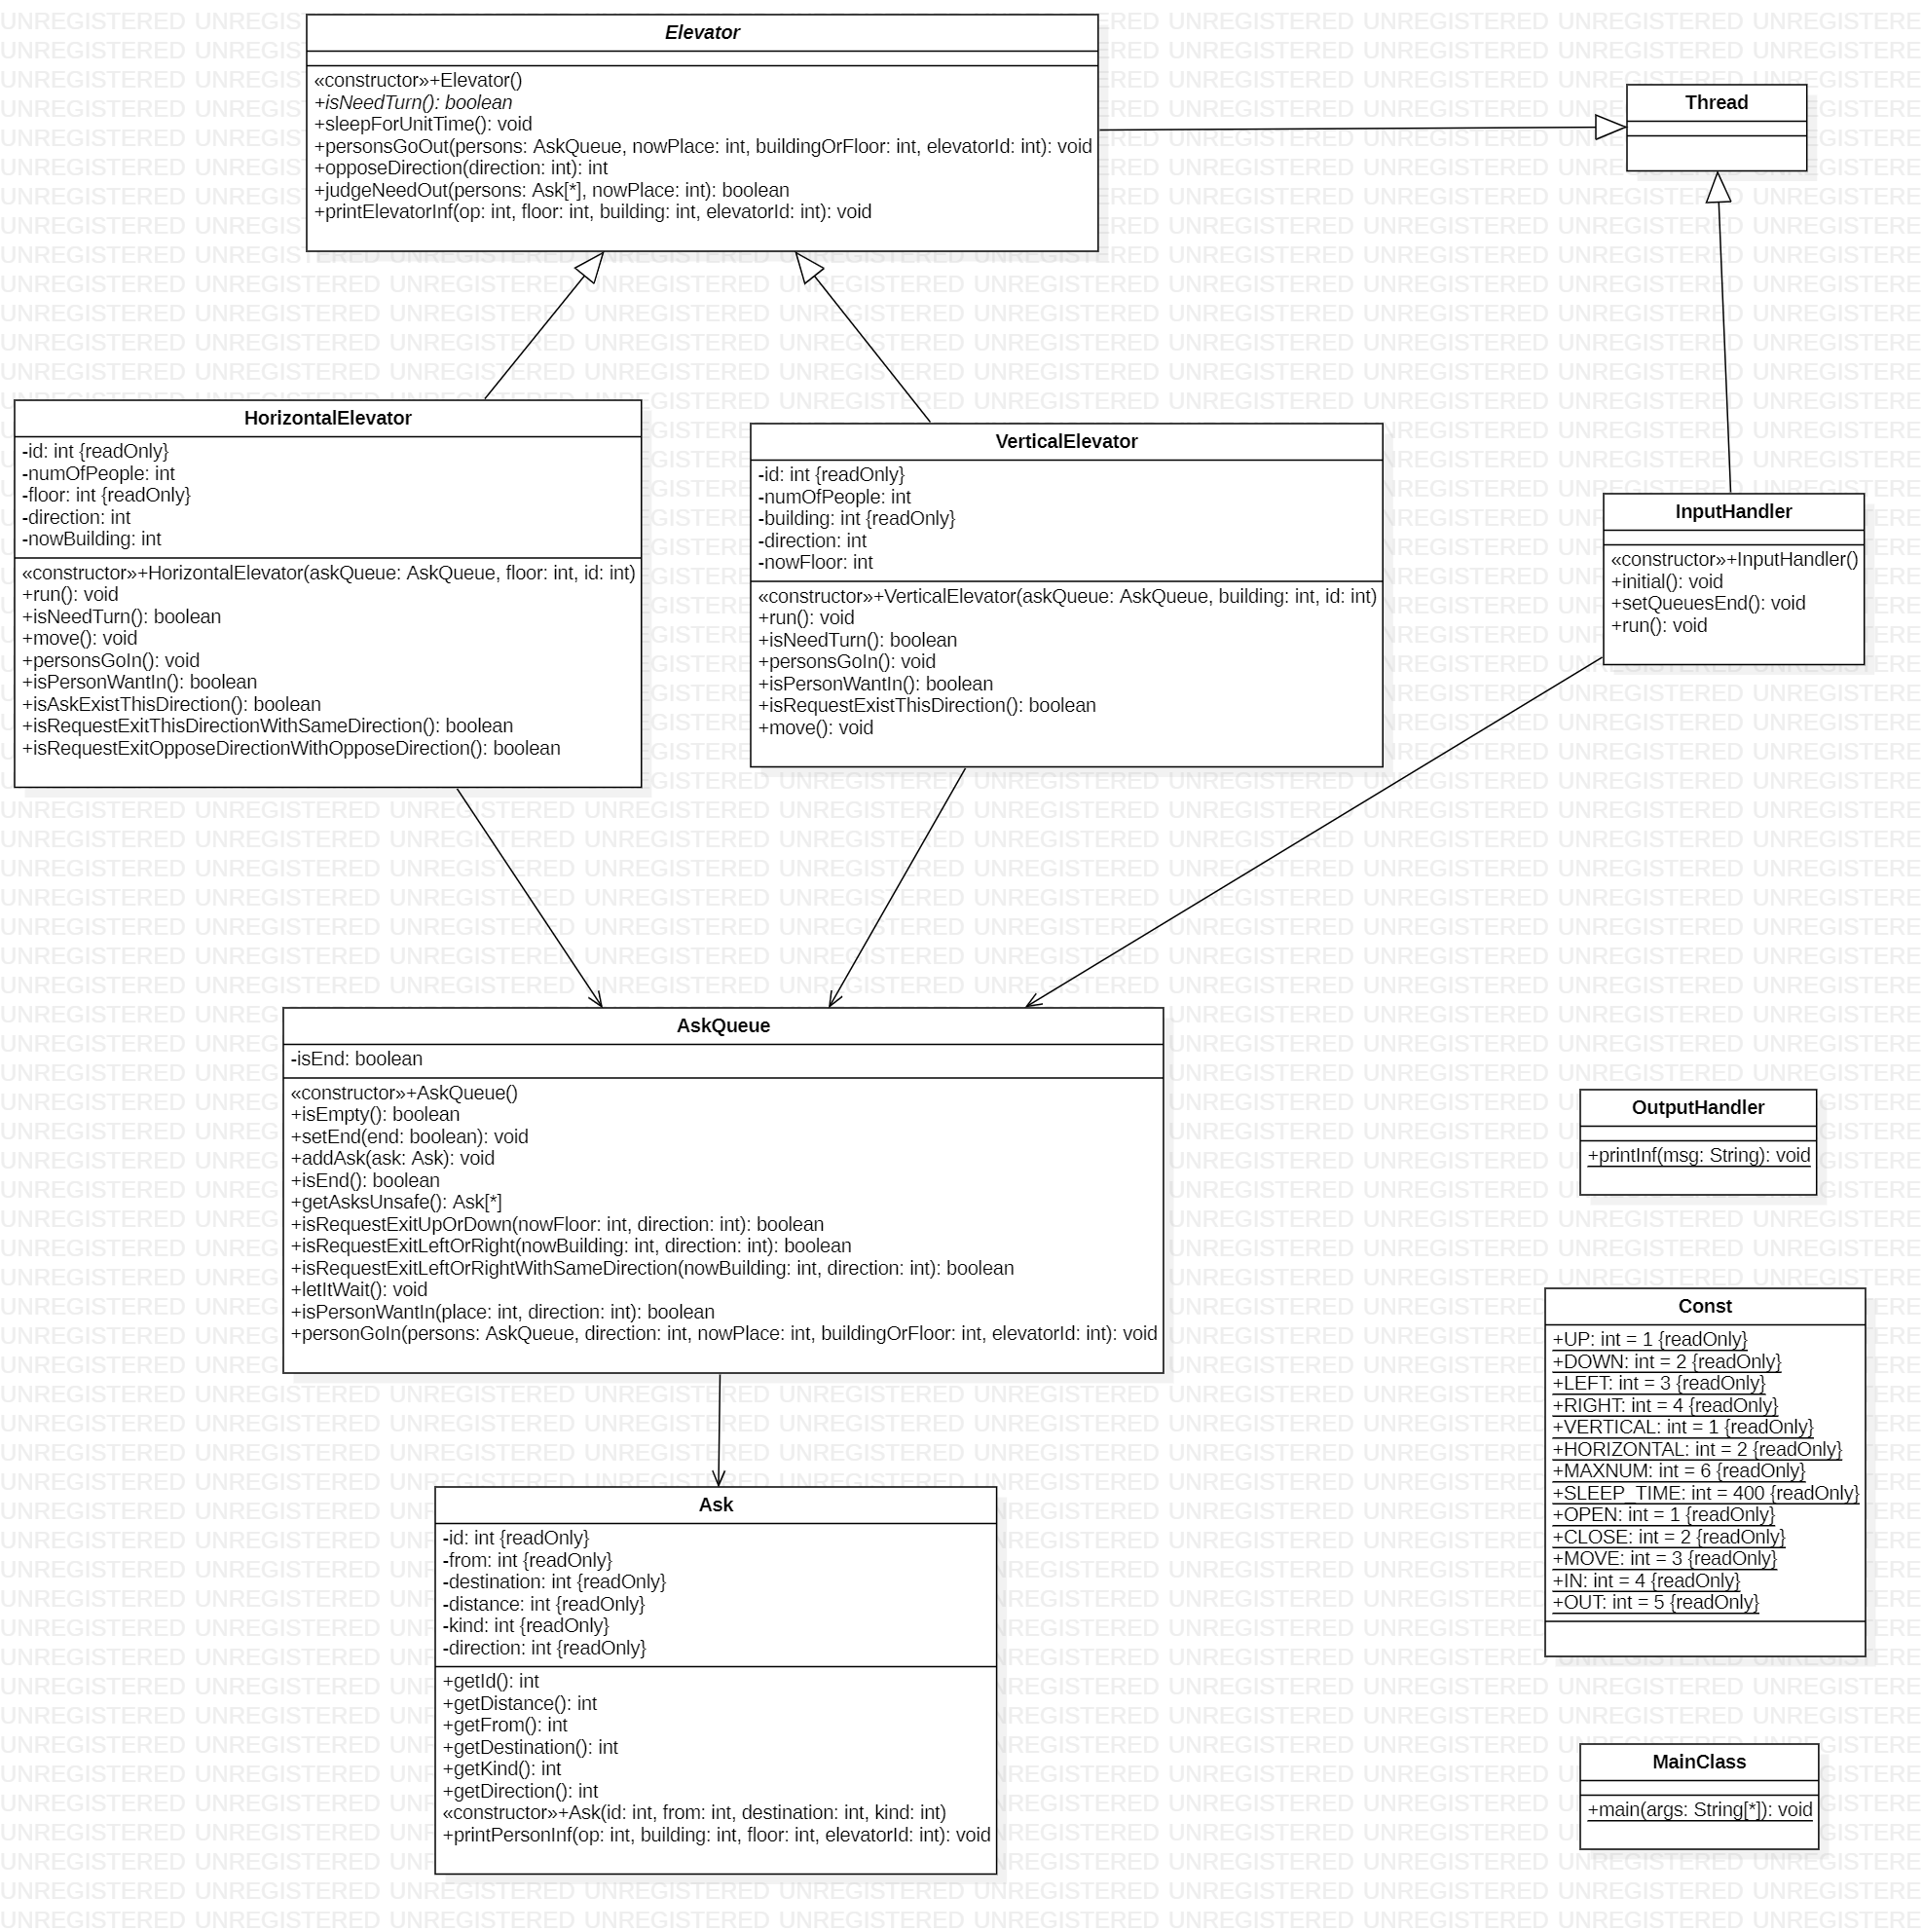 Elevator
«constructor»+Elevator()
+isNeedTurn(): boolean
+sleepForUnitTime(): void
+personsGoOut(persons: AskQueue, nowPlace: int, buildingOrFloor: int, elevatorId: int): void
+opposeDirection(direction: int): int
+judgeNeedOut(persons: Ask[*], nowPlace: int): boolean
+printElevatorInf(op: int, floor: int, building: int, elevatorId: int): void
Thread
HorizontalElevator
-id: int {readOnly}
-numOfPeople: int
-floor: int {readOnly}
-direction: int
-nowBuilding: int
«constructor»+HorizontalElevator(askQueue: AskQueue, floor: int, id: int)
+run(): void
+isNeedTurn(): boolean
+move(): void
+personsGoIn(): void
+isPersonWantIn(): boolean
+isAskExistThisDirection(): boolean
+isRequestExitThisDirectionWithSameDirection(): boolean
+isRequestExitOpposeDirectionWithOpposeDirection(): boolean
VerticalElevator
-id: int {readOnly}
-numOfPeople: int
-building: int {readOnly}
-direction: int
-nowFloor: int
«constructor»+VerticalElevator(askQueue: AskQueue, building: int, id: int)
+run(): void
+isNeedTurn(): boolean
+personsGoIn(): void
+isPersonWantIn(): boolean
+isRequestExistThisDirection(): boolean
+move(): void
InputHandler
«constructor»+InputHandler()
+initial(): void
+setQueuesEnd(): void
+run(): void
AskQueue
-isEnd: boolean
«constructor»+AskQueue()
+isEmpty(): boolean
+setEnd(end: boolean): void
+addAsk(ask: Ask): void
+isEnd(): boolean
+getAsksUnsafe(): Ask[*]
+isRequestExitUpOrDown(nowFloor: int, direction: int): boolean
+isRequestExitLeftOrRight(nowBuilding: int, direction: int): boolean
+isRequestExitLeftOrRightWithSameDirection(nowBuilding: int, direction: int): boolean
+letItWait(): void
+isPersonWantIn(place: int, direction: int): boolean
+personGoIn(persons: AskQueue, direction: int, nowPlace: int, buildingOrFloor: int, elevatorId: int): void
OutputHandler
+printInf(msg: String): void
Const
+UP: int = 1 {readOnly}
+DOWN: int = 2 {readOnly}
+LEFT: int = 3 {readOnly}
+RIGHT: int = 4 {readOnly}
+VERTICAL: int = 1 {readOnly}
+HORIZONTAL: int = 2 {readOnly}
+MAXNUM: int = 6 {readOnly}
+SLEEP_TIME: int = 400 {readOnly}
+OPEN: int = 1 {readOnly}
+CLOSE: int = 2 {readOnly}
+MOVE: int = 3 {readOnly}
+IN: int = 4 {readOnly}
+OUT: int = 5 {readOnly}
Ask
-id: int {readOnly}
-from: int {readOnly}
-destination: int {readOnly}
-distance: int {readOnly}
-kind: int {readOnly}
-direction: int {readOnly}
+getId(): int
+getDistance(): int
+getFrom(): int
+getDestination(): int
+getKind(): int
+getDirection(): int
«constructor»+Ask(id: int, from: int, destination: int, kind: int)
+printPersonInf(op: int, building: int, floor: int, elevatorId: int): void
MainClass
+main(args: String[*]): void